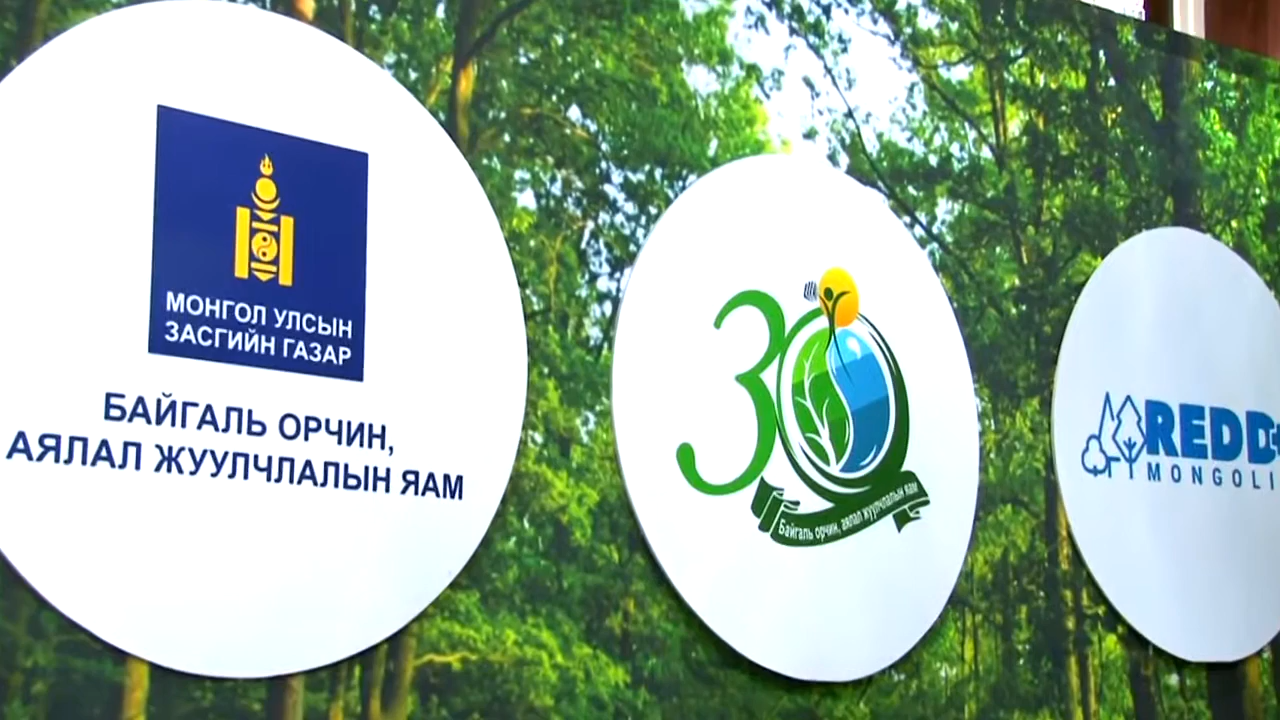 МОНГОЛ УЛСЫН
ЗАСГИЙН ГАЗАР
БАЙГАЛЬ ОРЧИН,
АЯЛАЛ ЖУУЛЧЛАЛЫН ЯАМ
30
Байгаль орчин, аялал жуулчлалын яам
REDD+
MONGOLI